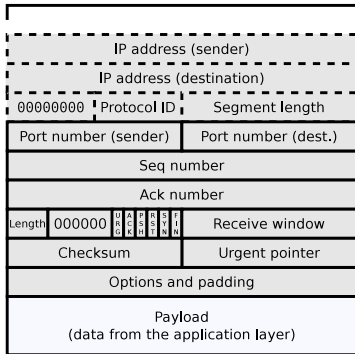 IP address (sender)
IP address (destination)
00000000 Protocol ID Segment length
Port number (sender) Port number (dest.)
Seq number
Ack number
Length 000000 URG ACK PSH RST SYN FIN Receive window
Checksum Urgent pointer
Options and padding
Payload
(data from the application layer)